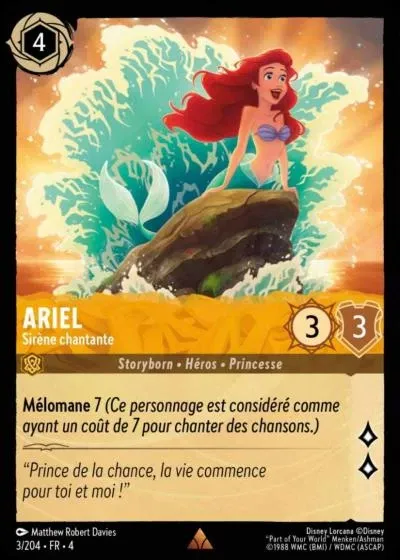 4
ARIEL
Sirène chantante
3
3
Storyborn • Héros • Princesse
Mélomane 7 (Ce personnage est considéré comme
ayant un coût de 7 pour chanter des chansons.)
“Prince de la chance, la vie commence
pour toi et moi !”
Matthew Robert Davies
3/204 • FR • 4
Disney Lorcana ©Disney
"Part of Your World" Menken/Ashman
©1988 WMC (BMI) / WDMC (ASCAP)